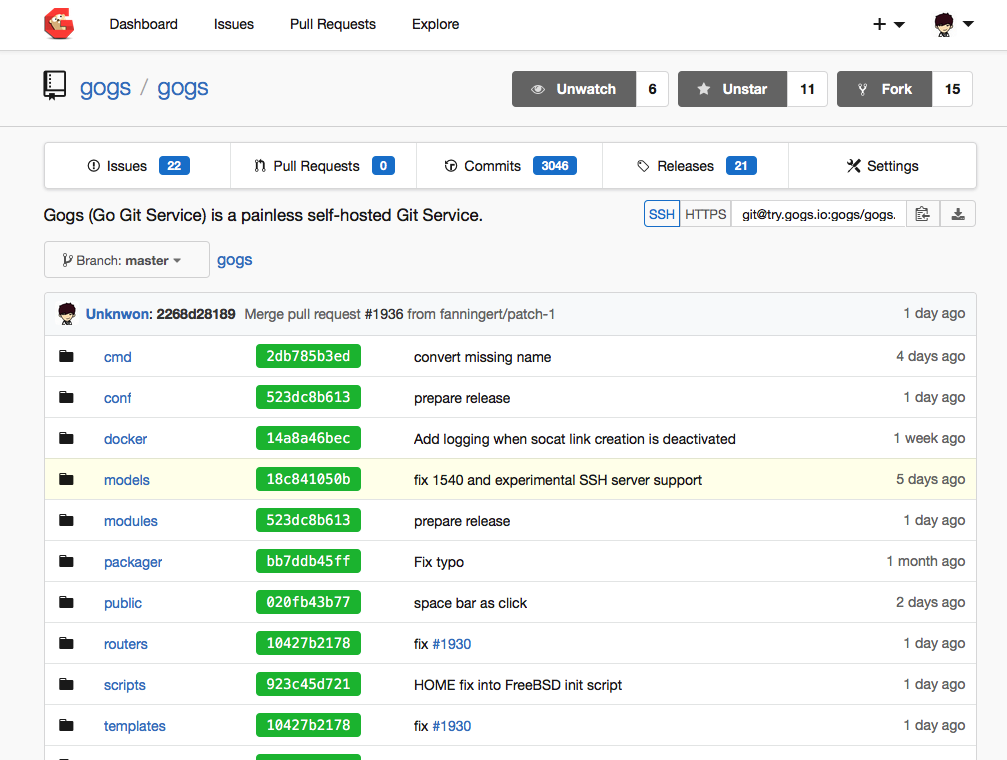 Dashboard Issues Pull Requests Explore
gogs / gogs Unwatch 6 Unstar 11 Fork 15
Issues 22 Pull Requests 0 Commits 3046 Releases 21 Settings
Gogs (Go Git Service) is a painless self-hosted Git Service. SSH HTTPS git@try.gogs.io:gogs/gogs.
Branch: master gogs
Unknwon: 2268d28189 Merge pull request #1936 from fanningert/patch-1 1 day ago
cmd 2db785b3ed convert missing name 4 days ago
conf 523dc8b613 prepare release 1 day ago
docker 14a8a46bec Add logging when socat link creation is deactivated 1 week ago
models 18c841050b fix 1540 and experimental SSH server support 5 days ago
modules 523dc8b613 prepare release 1 day ago
packager bb7ddb45ff Fix typo 1 month ago
public 020fb43b77 space bar as click 2 days ago
routers 10427b2178 fix #1930 1 day ago
scripts 923c45d721 HOME fix into FreeBSD init script 1 day ago
templates 10427b2178 fix #1930 1 day ago